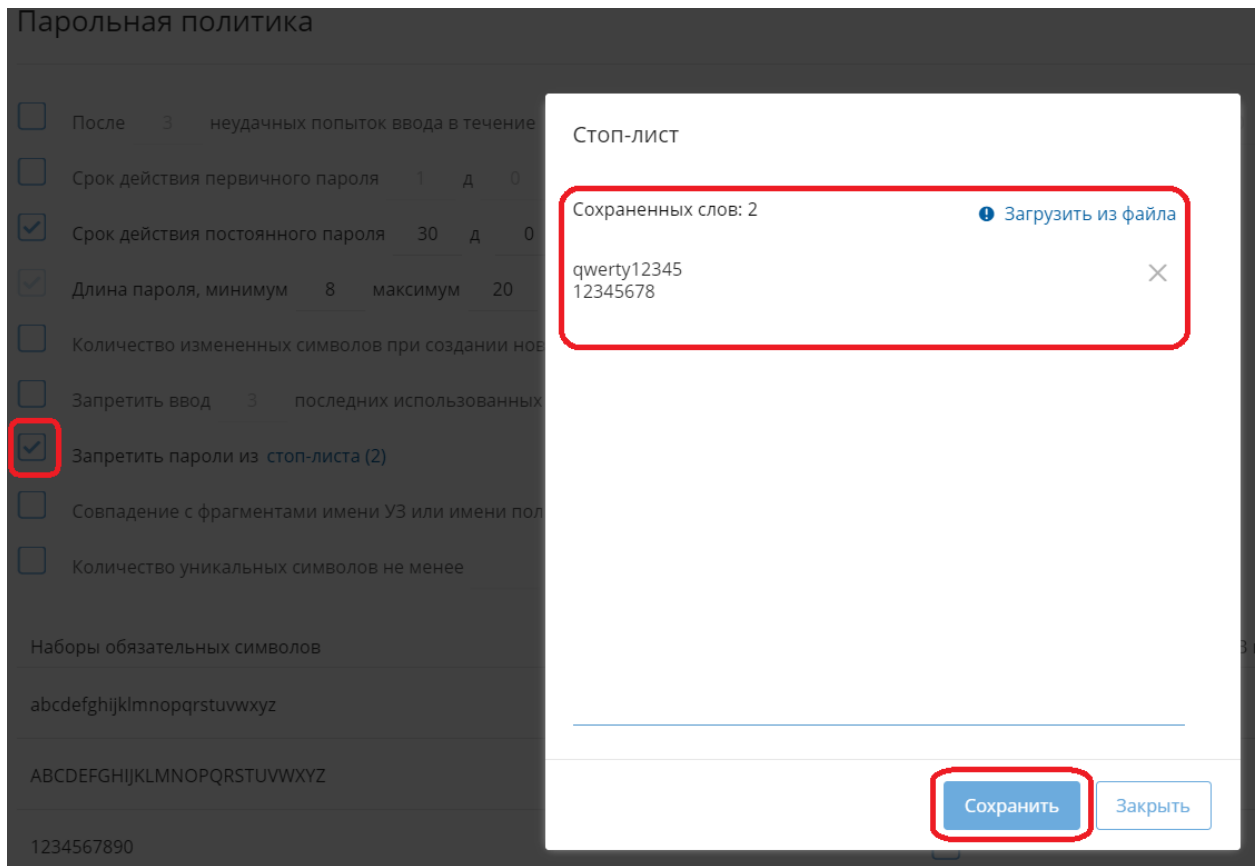 Парольная политика
После 3 неудачных попыток ввода в течение
Срок действия первичного пароля 1 д 0
Срок действия постоянного пароля 30 д 0
Длина пароля, минимум 8 максимум 20
Количество измененных символов при создании нов
Запретить ввод 3 последних использованных
Запретить пароли из стоп-листа (2)
Совпадение с фрагментами имени УЗ или имени пол
Количество уникальных символов не менее
Наборы обязательных символов
abcdefghijklmnopqrstuvwxyz
ABCDEFGHIJKLMNOPQRSTUVWXYZ
1234567890
Стоп-лист
Сохраненных слов: 2 Загрузить из файла
qwerty12345
12345678
Сохранить Закрыть